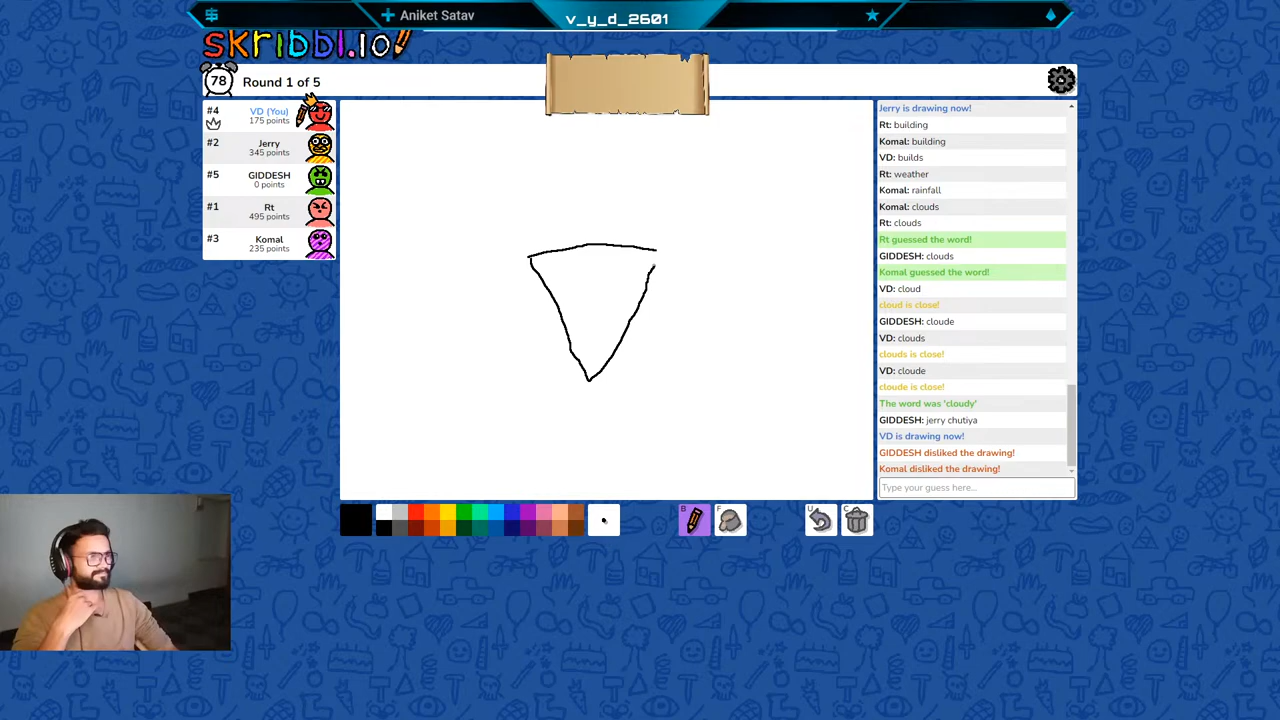 Aniket Satav
v_y_d_2601
skribbl.io
78
Round 1 of 5
#4
VD (You)
175 points
#2
Jerry
345 points
#5
GIDDESH
0 points
#1
Rt
495 points
#3
Komal
235 points
Jerry is drawing now!
Rt: building
Komal: building
VD: builds
Rt: weather
Komal: rainfall
Komal: clouds
Rt: clouds
Rt guessed the word!
GIDDESH: clouds
Komal guessed the word!
VD: cloud
cloud is close!
GIDDESH: cloude
VD: clouds
clouds is close!
VD: cloude
cloude is close!
The word was 'cloudy'
GIDDESH: jerry chutiya
VD is drawing now!
GIDDESH disliked the drawing!
Komal disliked the drawing!
Type your guess here...
B
F
U
C